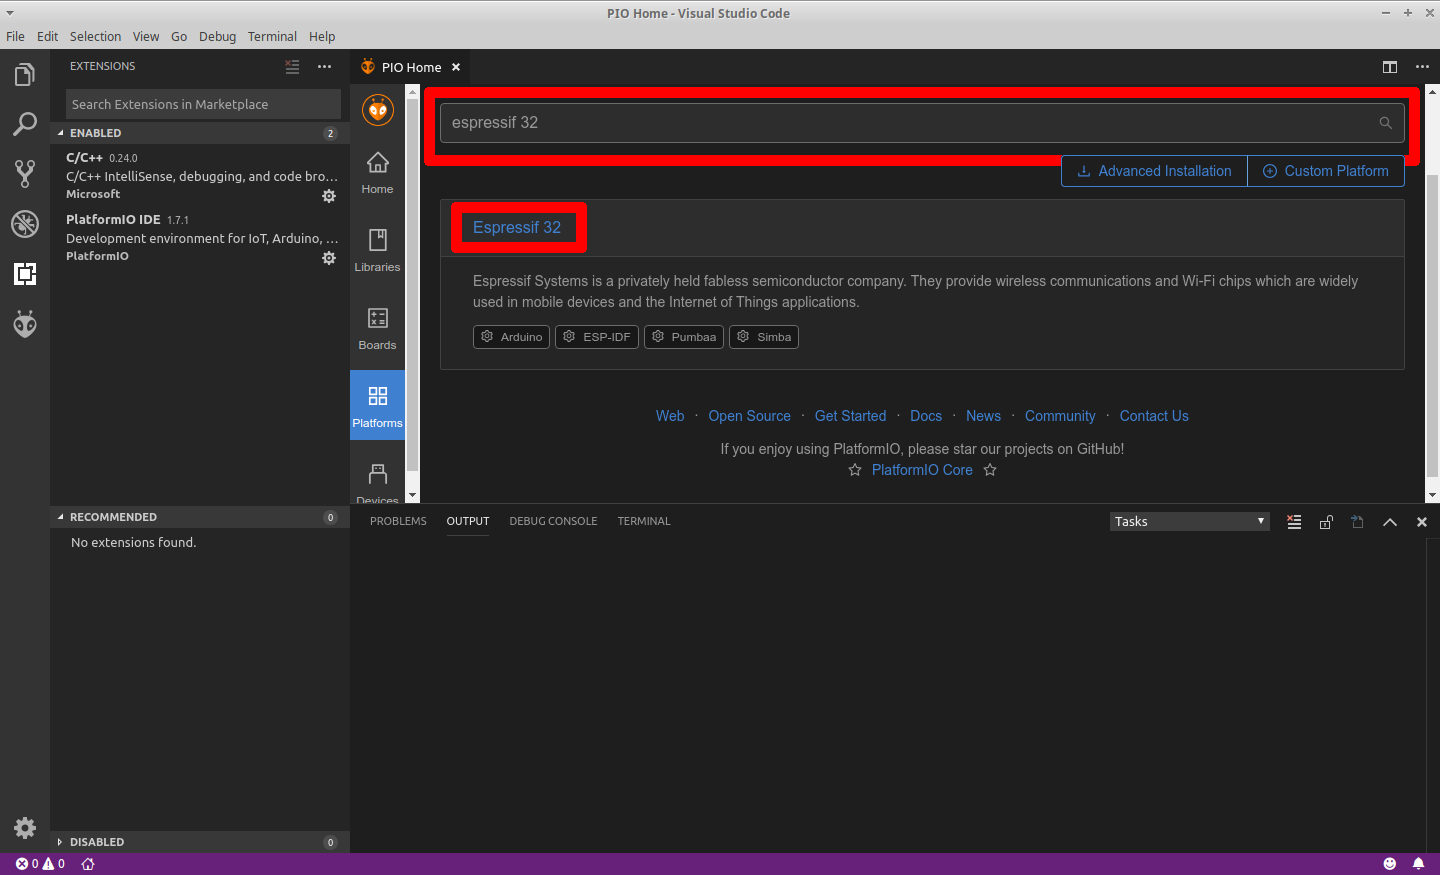 PIO Home - Visual Studio Code
File Edit Selection View Go Debug Terminal Help
EXTENSIONS
Search Extensions in Marketplace
ENABLED 2
C/C++ 0.24.0
C/C++ IntelliSense, debugging, and code bro...
Microsoft
PlatformIO IDE 1.7.1
Development environment for IoT, Arduino, ...
PlatformIO
RECOMMENDED 0
No extensions found.
DISABLED 0
PIO Home
Home
Libraries
Boards
Platforms
Devices
espressif 32
Advanced Installation Custom Platform
Espressif 32
Espressif Systems is a privately held fabless semiconductor company. They provide wireless communications and Wi-Fi chips which are widely
used in mobile devices and the Internet of Things applications.
Arduino ESP-IDF Pumbaa Simba
Web · Open Source · Get Started · Docs · News · Community · Contact Us
If you enjoy using PlatformIO, please star our projects on GitHub!
PlatformIO Core
PROBLEMS OUTPUT DEBUG CONSOLE TERMINAL
Tasks
0 0